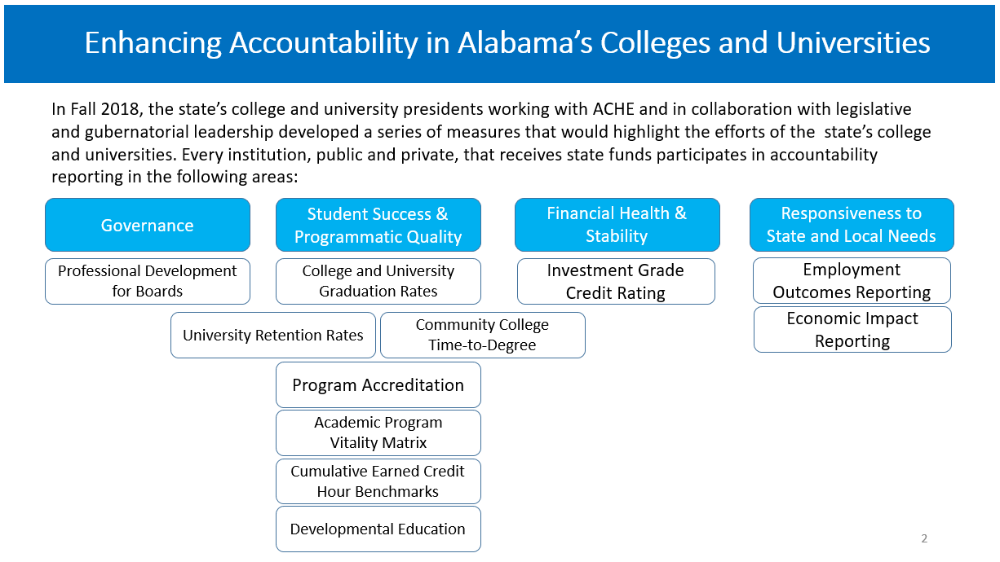 Enhancing Accountability in Alabama's Colleges and Universities
In Fall 2018, the state's college and university presidents working with ACHE and in collaboration with legislative
and gubernatorial leadership developed a series of measures that would highlight the efforts of the  state's college
and universities. Every institution, public and private, that receives state funds participates in accountability
reporting in the following areas:
Governance
Student Success &
Programmatic Quality
Financial Health &
Stability
Responsiveness to
State and Local Needs
Professional Development
for Boards
College and University
Graduation Rates
Investment Grade
Credit Rating
Employment
Outcomes Reporting
University Retention Rates
Community College
Time-to-Degree
Economic Impact
Reporting
Program Accreditation
Academic Program
Vitality Matrix
Cumulative Earned Credit
Hour Benchmarks
Developmental Education
2